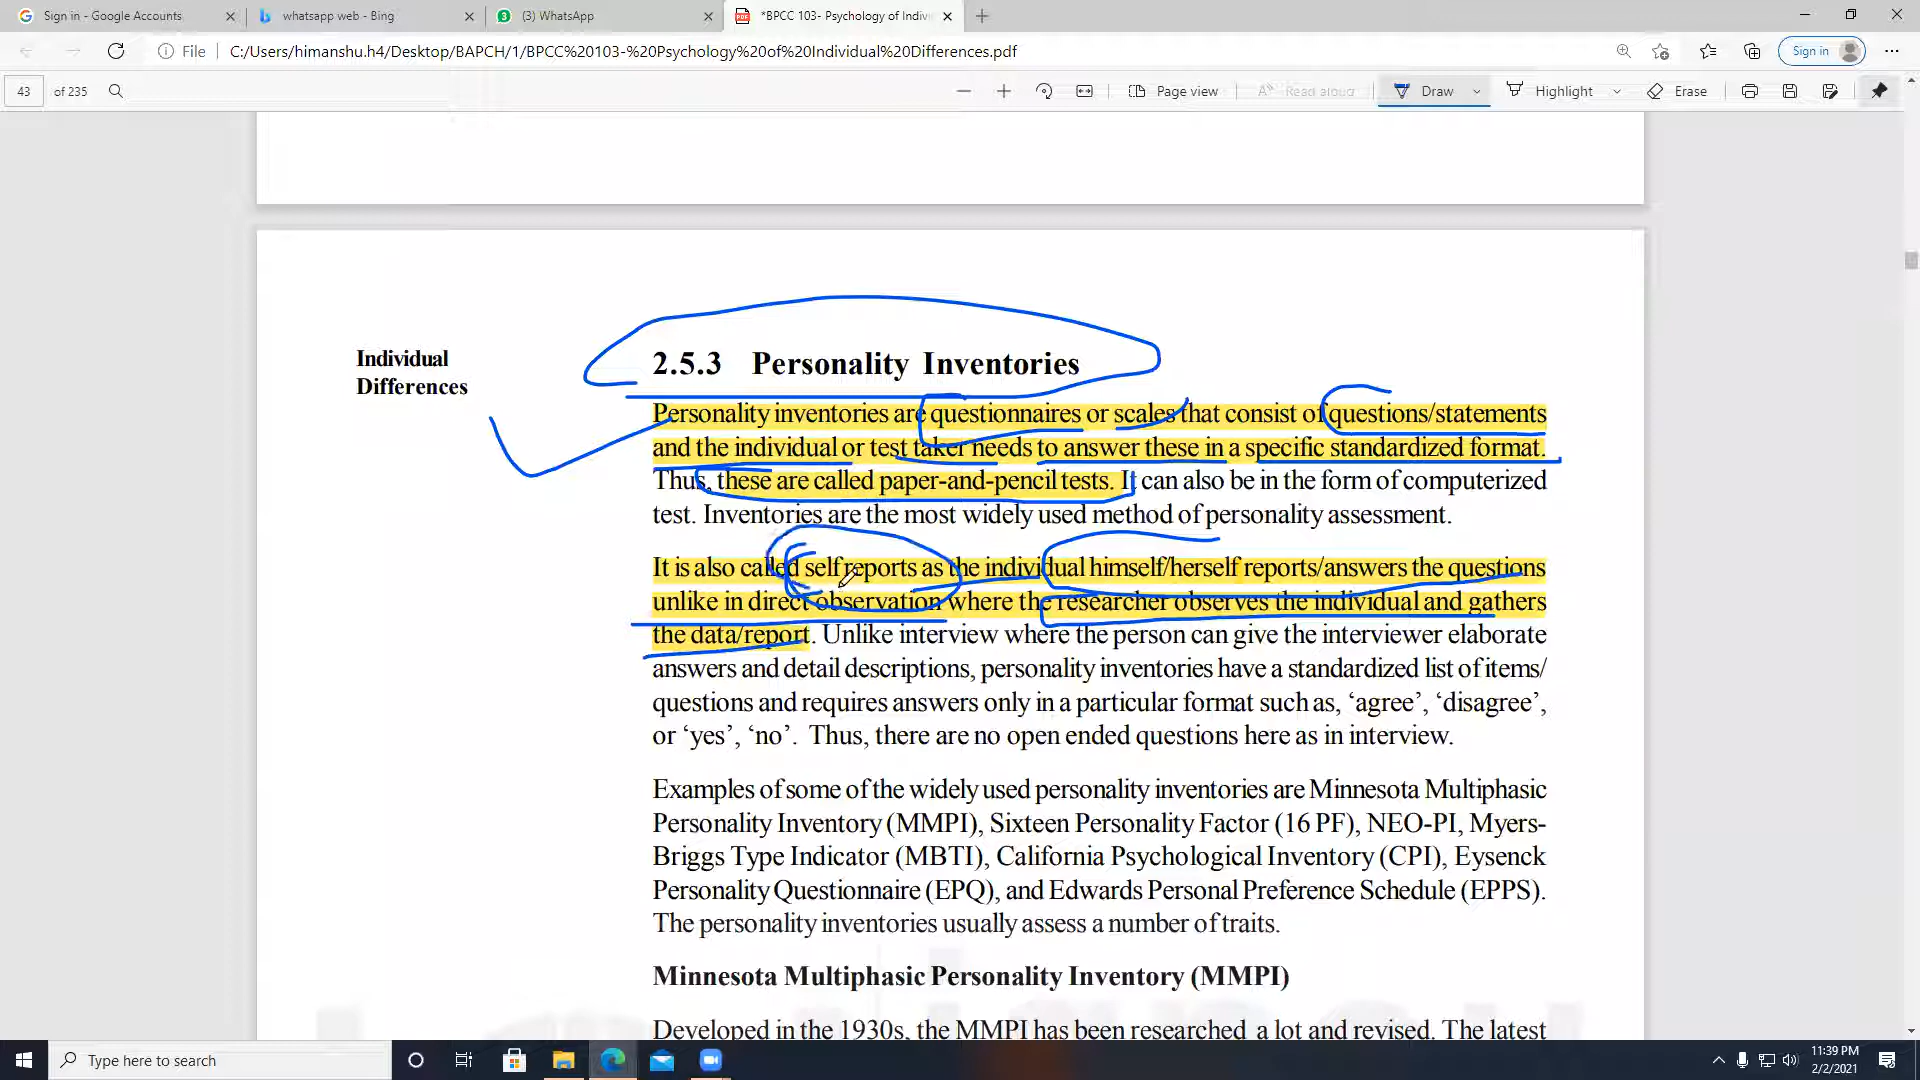 Sign in - Google Accounts
whatsapp web - Bing
(3) WhatsApp
*BPCC 103- Psychology of Indivi
File
C:/Users/himanshu.h4/Desktop/BAPCH/1/BPCC%20103-%20Psychology%20of%20Individual%20Differences.pdf
Sign in
43 of 235
Page view
Read aloud
Draw
Highlight
Erase
Individual
Differences
2.5.3 Personality Inventories
Personality inventories are questionnaires or scales that consist of questions/statements
and the individual or test taker needs to answer these in a specific standardized format.
Thus, these are called paper-and-pencil tests. It can also be in the form of computerized
test. Inventories are the most widely used method of personality assessment.
It is also called self reports as the individual himself/herself reports/answers the questions
unlike in direct observation where the researcher observes the individual and gathers
the data/report. Unlike interview where the person can give the interviewer elaborate
answers and detail descriptions, personality inventories have a standardized list of items/
questions and requires answers only in a particular format such as, ‘agree’, ‘disagree’,
or ‘yes’, ‘no’. Thus, there are no open ended questions here as in interview.
Examples of some of the widely used personality inventories are Minnesota Multiphasic
Personality Inventory (MMPI), Sixteen Personality Factor (16 PF), NEO-PI, Myers-
Briggs Type Indicator (MBTI), California Psychological Inventory (CPI), Eysenck
Personality Questionnaire (EPQ), and Edwards Personal Preference Schedule (EPPS).
The personality inventories usually assess a number of traits.
Minnesota Multiphasic Personality Inventory (MMPI)
Developed in the 1930s, the MMPI has been researched a lot and revised. The latest
Type here to search
11:39 PM
2/2/2021